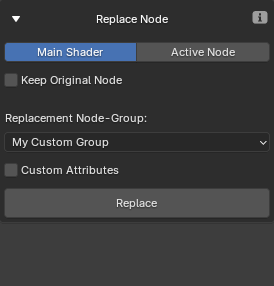 Replace Node
Main Shader Active Node
Keep Original Node
Replacement Node-Group:
My Custom Group
Custom Attributes
Replace